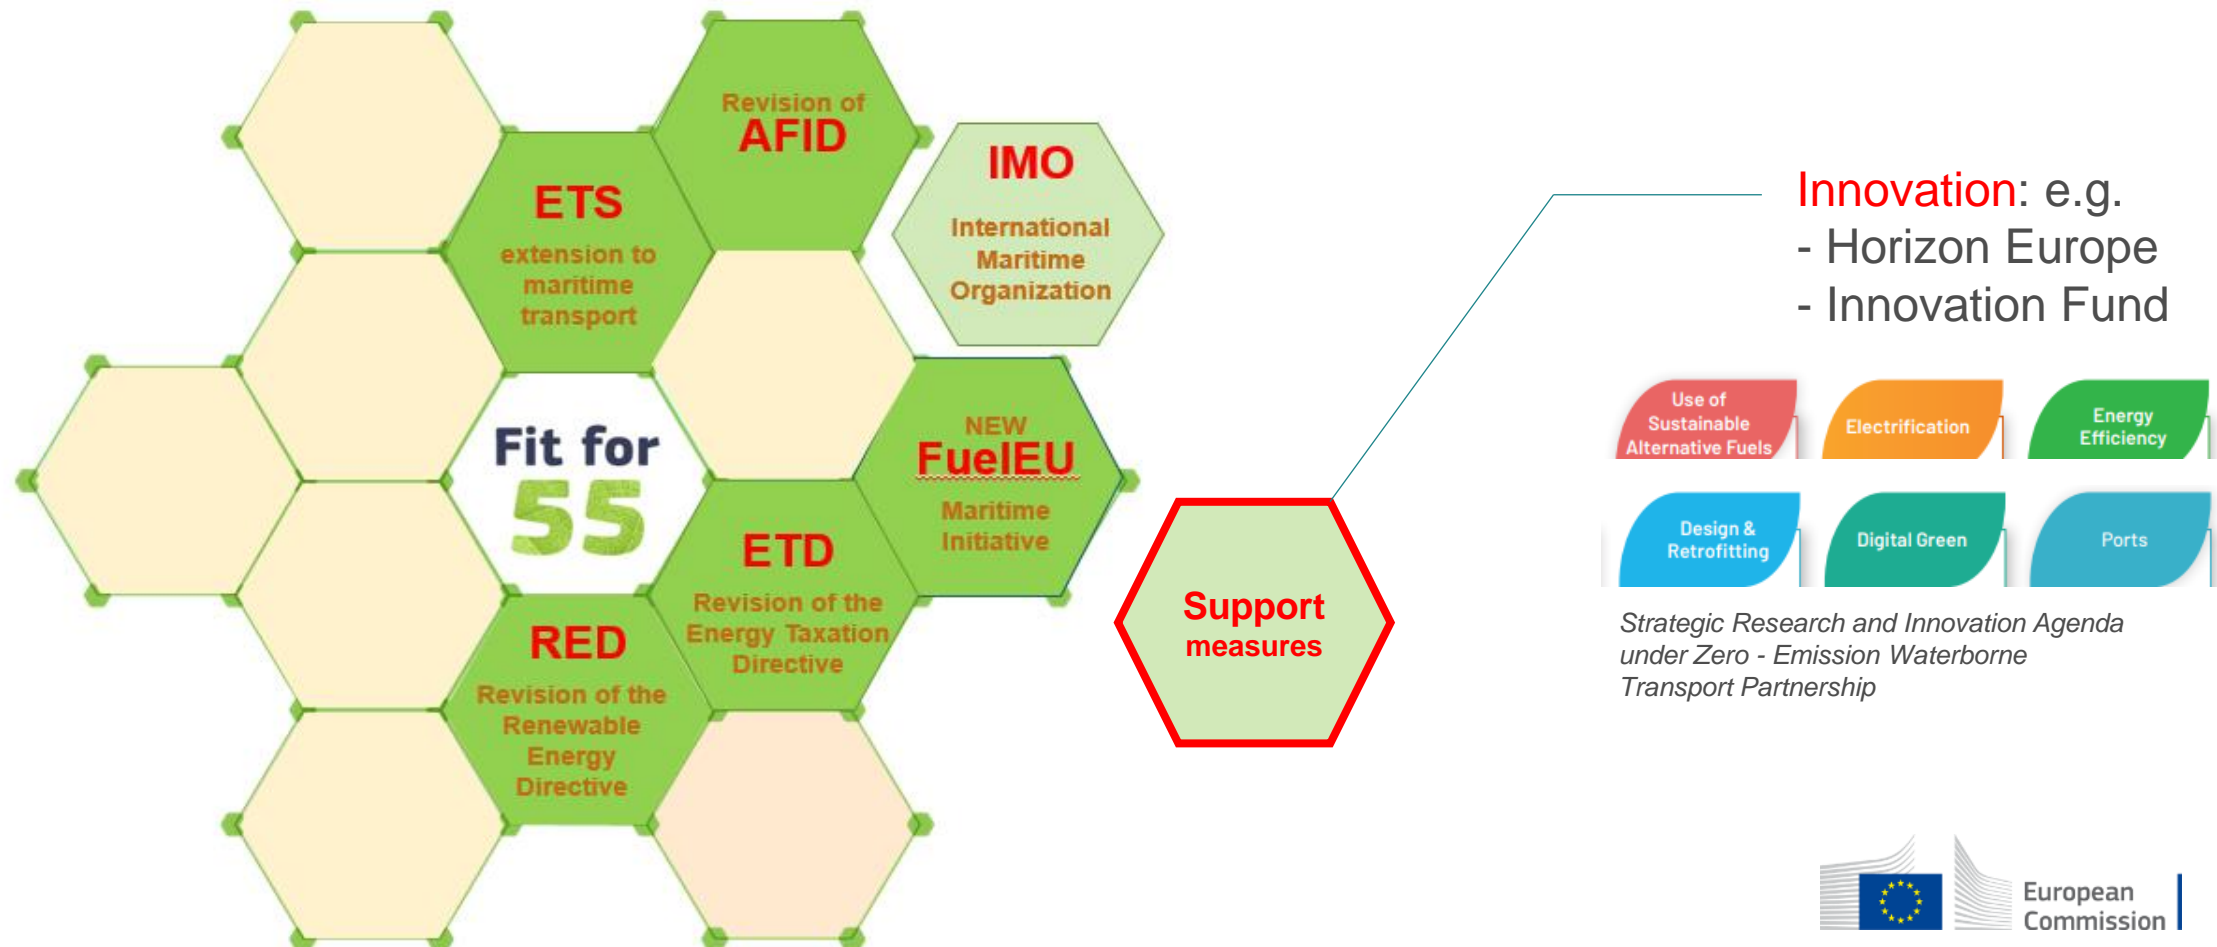 Revision of
AFID
IMO
International
Maritime
Organization
ETS
extension to
maritime
transport
Fit for
55
NEW
FuelEU
Maritime
Initiative
ETD
Revision of the
Energy Taxation
Directive
RED
Revision of the
Renewable
Energy
Directive
Support
measures
Innovation: e.g.
- Horizon Europe
- Innovation Fund
Use of
Sustainable
Alternative Fuels
Electrification
Energy
Efficiency
Design &
Retrofitting
Digital Green
Ports
Strategic Research and Innovation Agenda
under Zero - Emission Waterborne
Transport Partnership
European
Commission